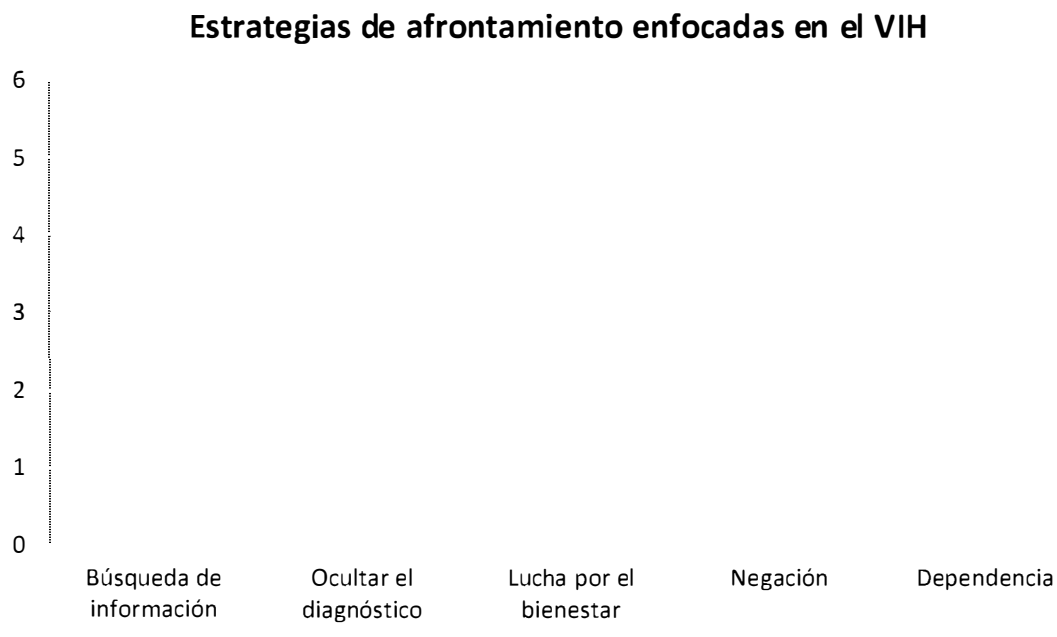 Estrategias de afrontamiento enfocadas en el VIH
6
5
4
3
2
1
0
Búsqueda de información
Ocultar el diagnóstico
Lucha por el bienestar
Negación
Dependencia